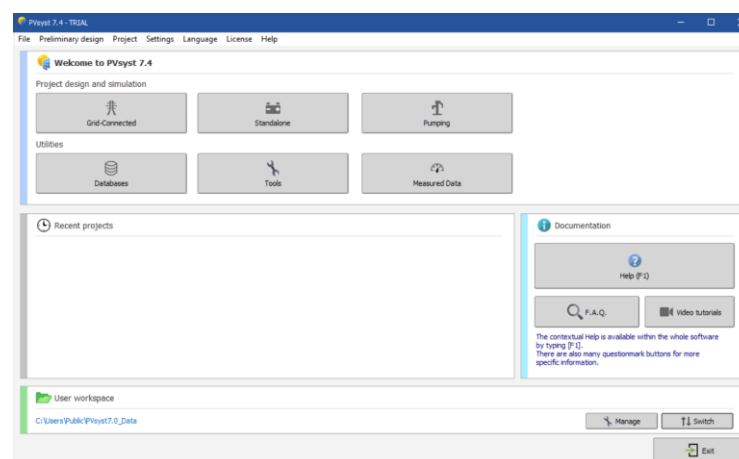 PVsyst 7.4 - TRIAL
File Preliminary design Project Settings Language License Help
Welcome to PVsyst 7.4
Project design and simulation
Grid-Connected
Standalone
Pumping
Utilities
Databases
Tools
Measured Data
Recent projects
Documentation
Help (F1)
F.A.Q.
Video tutorials
The contextual Help is available within the whole software
by typing [F1].
There are also many questionmark buttons for more
specific information.
User workspace
C:\Users\Public\PVsyst7.0_Data
Manage
Switch
Exit